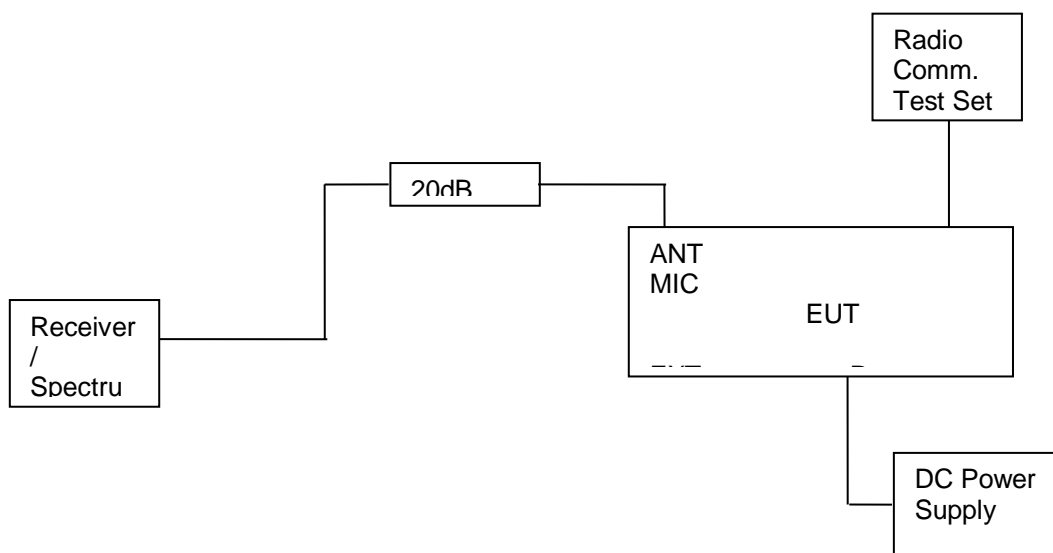 Radio
Comm.
Test Set
20dB
ANT
MIC
EUT
Receiver
/
Spectru
DC Power
Supply